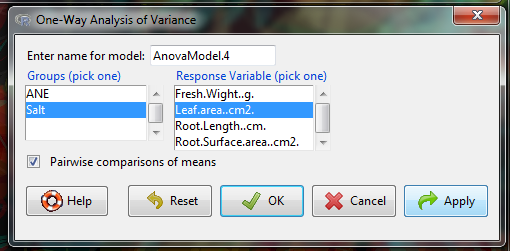 One-Way Analysis of Variance
Enter name for model: AnovaModel.4
Groups (pick one) Response Variable (pick one)
ANE Fresh.Wight..g.
Salt Leaf.area..cm2.
Root.Length..cm.
Root.Surface.area..cm2.
Pairwise comparisons of means
Help Reset OK Cancel Apply